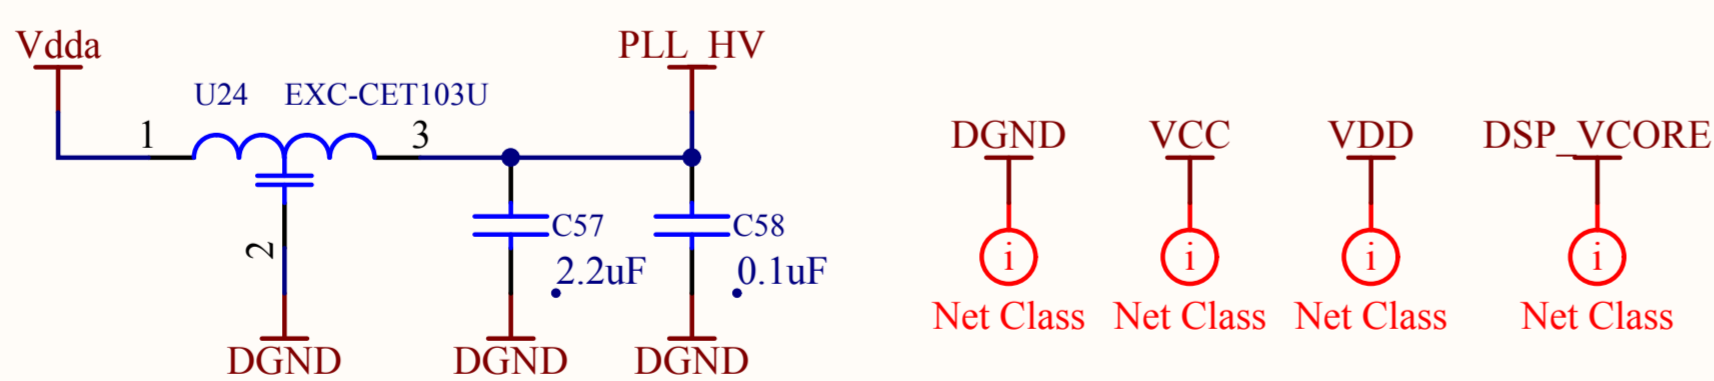 Vdda
PLL_HV
U24 EXC-CET103U
1
3
2
C57
2.2uF
C58
0.1uF
DGND
DGND
DGND
DGND
VCC
VDD
DSP_VCORE
i
i
i
i
Net Class
Net Class
Net Class
Net Class